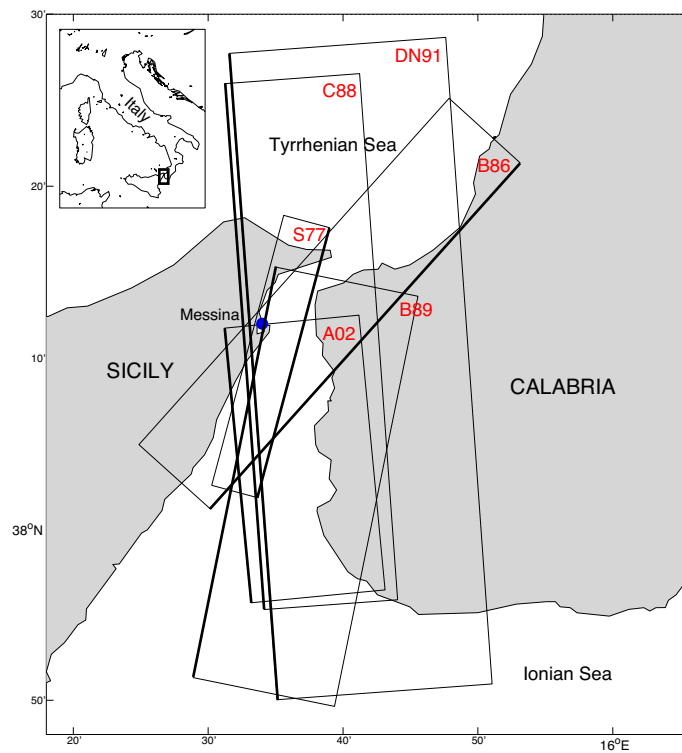 30'
DN91
C88
Italy
Tyrrhenian Sea
B86
20'
S77
Messina
B89
A02
10'
SICILY
CALABRIA
38°N
Ionian Sea
50'
20'
30'
40'
50'
16°E